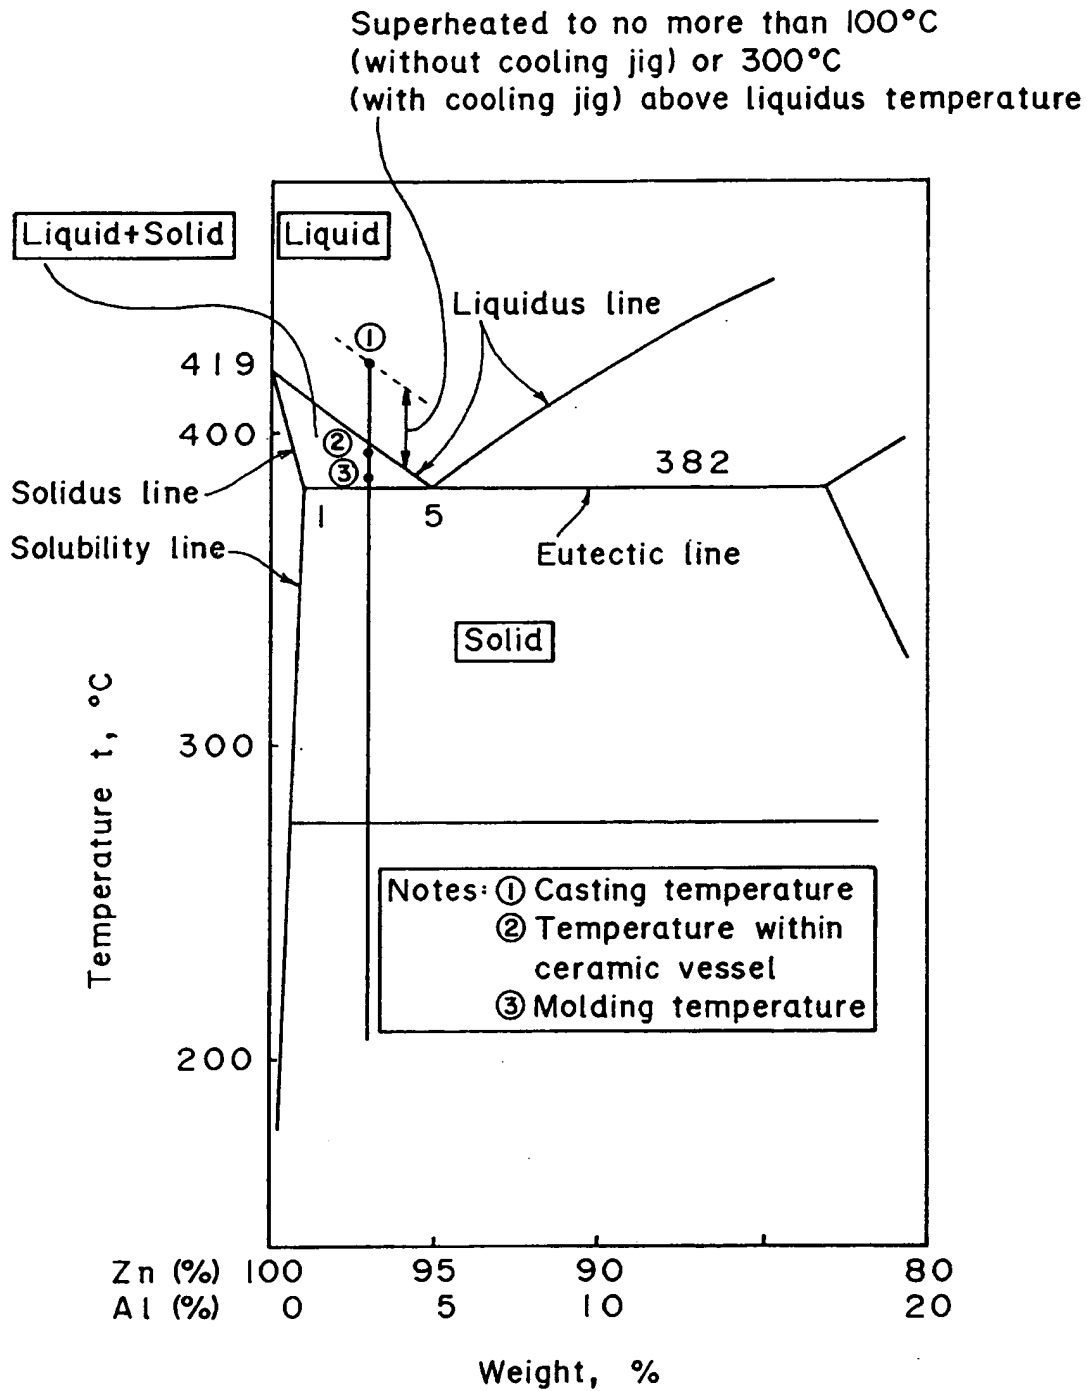 Superheated to no more than 100°C
(without cooling jig) or 300°C
(with cooling jig) above liquidus temperature
Liquid+Solid
Liquid
Liquidus line
①
419
400
②
③
382
Solidus line
1
5
Solubility line
Eutectic line
Solid
Temperature t, °C
300
Notes: ① Casting temperature
② Temperature within
ceramic vessel
③ Molding temperature
200
Zn (%) 100 95 90 80
Al (%) 0 5 10 20
Weight, %